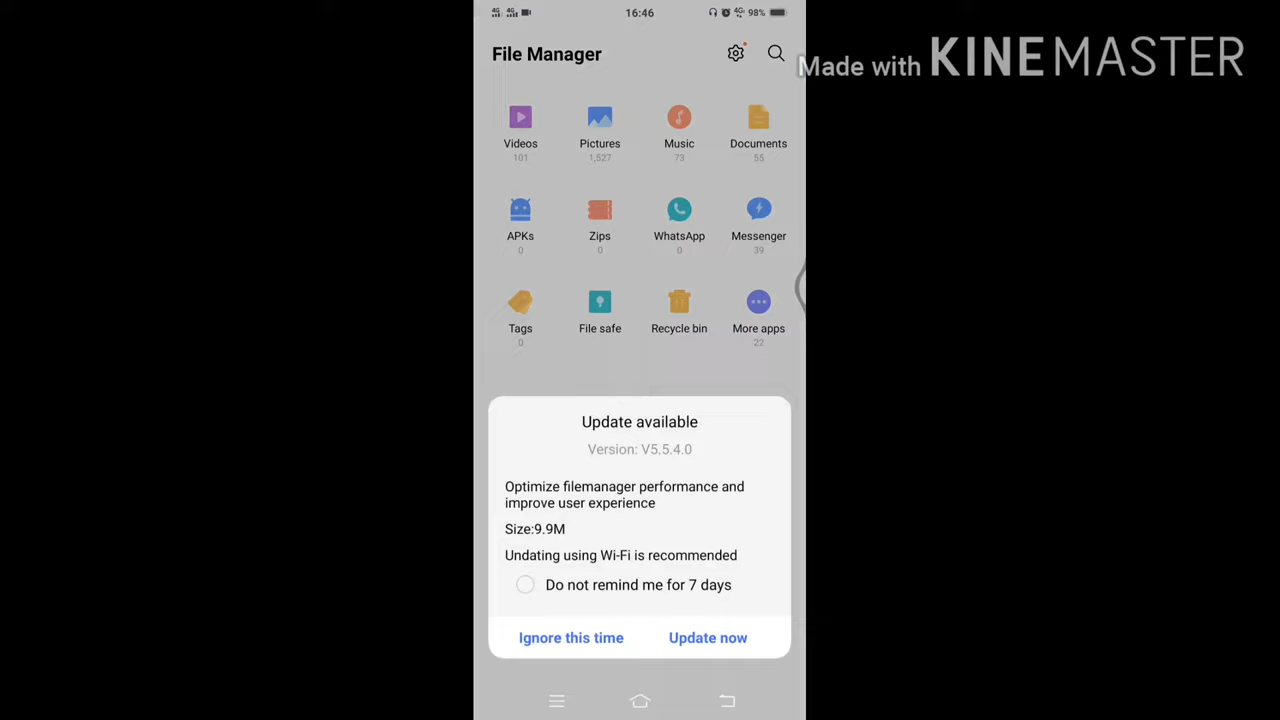 4G 4G 16:46 4G 98%
File Manager
Made with KINEMASTER
Videos Pictures Music Documents
101 1,527 73 55
APKs Zips WhatsApp Messenger
0 0 0 39
Tags File safe Recycle bin More apps
0 22
Update available
Version: V5.5.4.0
Optimize filemanager performance and
improve user experience
Size:9.9M
Undating using Wi-Fi is recommended
Do not remind me for 7 days
Ignore this time Update now